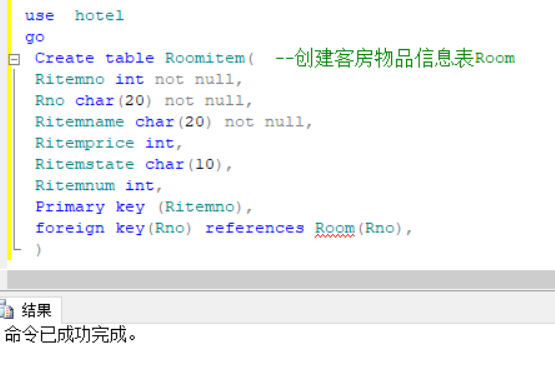 use  hotel
go
Create table Roomitem(  --创建客房物品信息表Room
Ritemno int not null,
Rno char(20) not null,
Ritemname char(20) not null,
Ritemprice int,
Ritemstate char(10),
Ritemnum int,
Primary key (Ritemno),
foreign key(Rno) references Room(Rno),
)
结果
命令已成功完成。